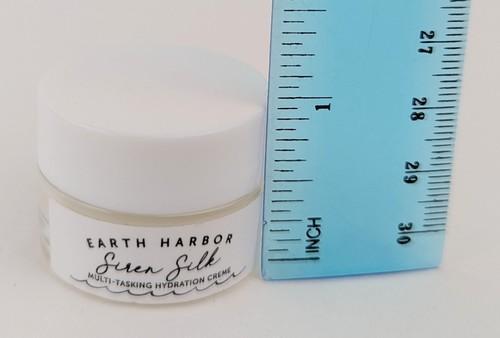 EARTH HARBOR
Siren Silk
MULTI-TASKING HYDRATION CREME
27
1
28
29
INCH
30